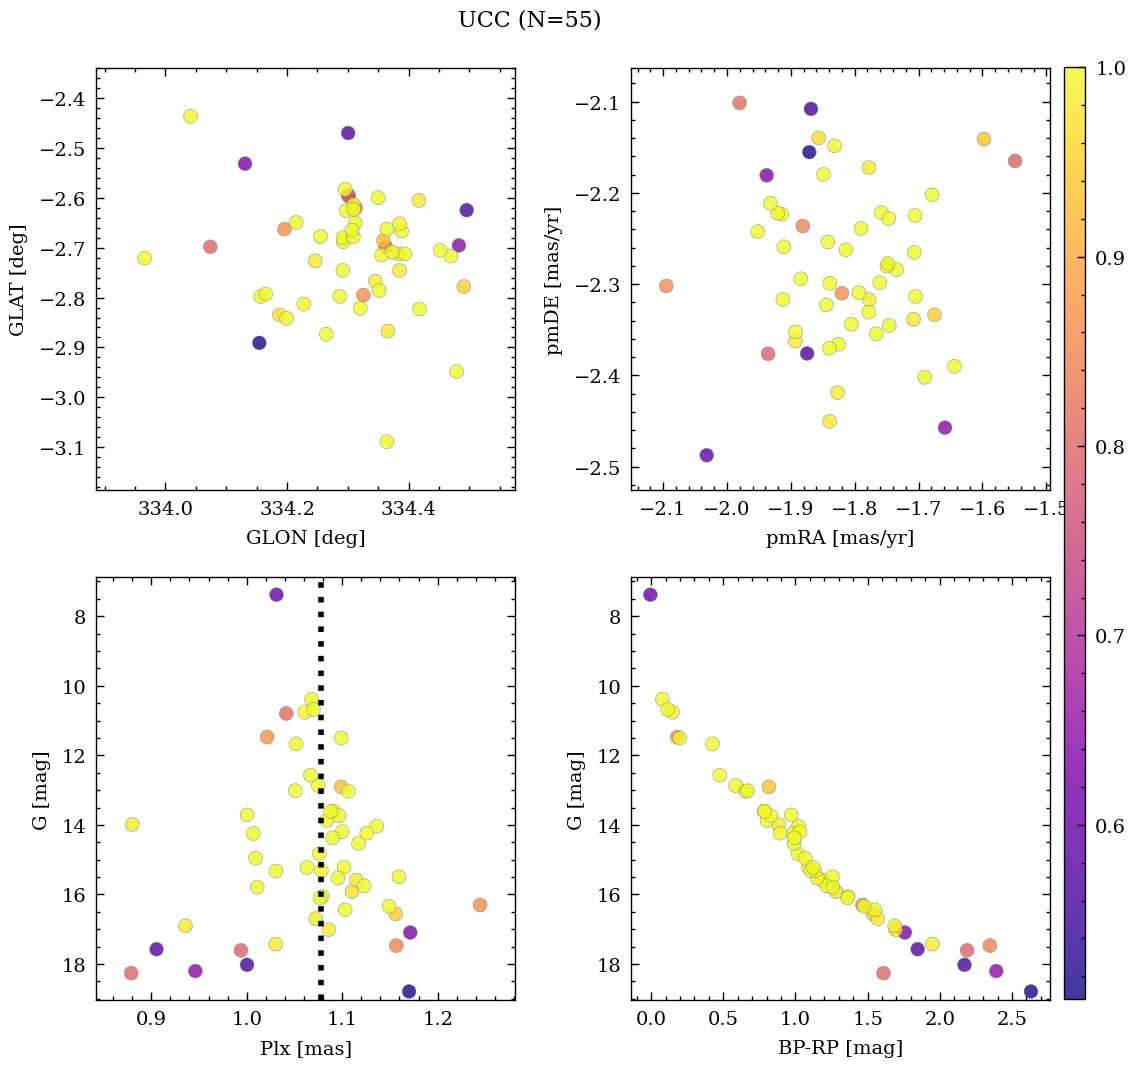 UCC (N=55)
−2.4
−2.5
−2.6
−2.7
−2.8
−2.9
−3.0
−3.1
GLAT [deg]
334.0 334.2 334.4
GLON [deg]
−2.1
−2.2
−2.3
−2.4
−2.5
pmDE [mas/yr]
−2.1 −2.0 −1.9 −1.8 −1.7 −1.6 −1.5
pmRA [mas/yr]
8
10
12
14
16
18
G [mag]
0.9 1.0 1.1 1.2
Plx [mas]
8
10
12
14
16
18
G [mag]
0.0 0.5 1.0 1.5 2.0 2.5
BP-RP [mag]
1.0
0.9
0.8
0.7
0.6